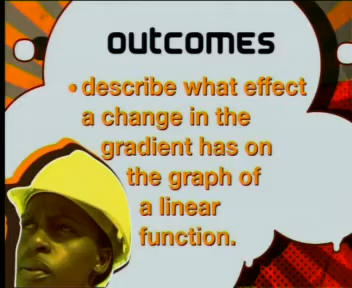 outcomes
• describe what effect
a change in the
gradient has on
the graph of
a linear
function.